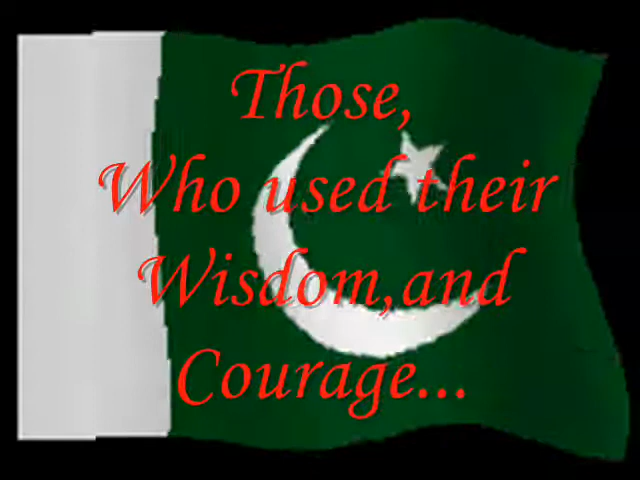 Those,
Who used their
Wisdom,and
Courage...